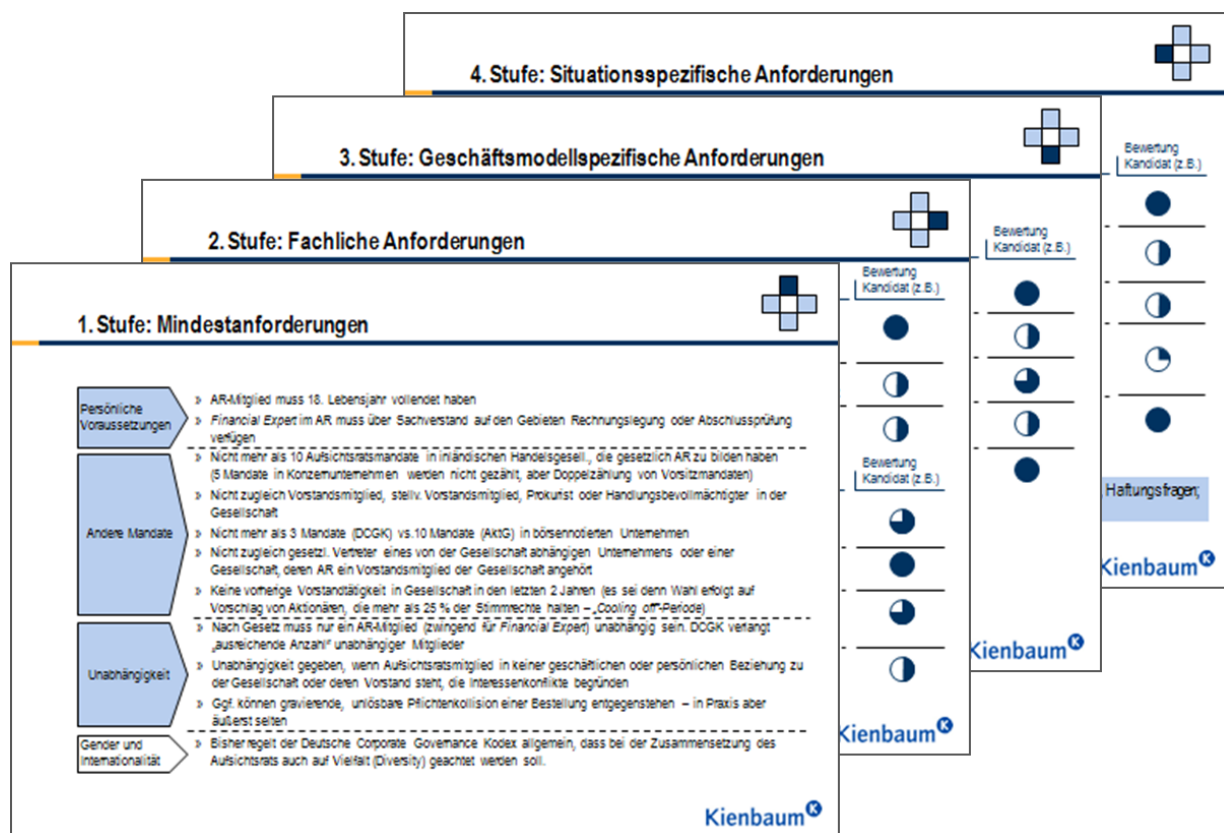 4. Stufe: Situationsspezifische Anforderungen
Bewertung
Kandidat (z.B.)
, Haftungsfragen;
Kienbaum K
3. Stufe: Geschäftsmodellspezifische Anforderungen
Bewertung
Kandidat (z.B.)
Kienbaum K
2. Stufe: Fachliche Anforderungen
Bewertung
Kandidat (z.B.)
Bewertung
Kandidat (z.B.)
Kienbaum K
1. Stufe: Mindestanforderungen
Persönliche
Voraussetzungen
» AR-Mitglied muss 18. Lebensjahr vollendet haben
» Financial Expert im AR muss über Sachverstand auf den Gebieten Rechnungslegung oder Abschlussprüfung
verfügen
Andere Mandate
» Nicht mehr als 10 Aufsichtsratsmandate in inländischen Handelsgesell., die gesetzlich AR zu bilden haben
(5 Mandate in Konzernunternehmen werden nicht gezählt, aber Doppelzählung von Vorsitzmandaten)
» Nicht zugleich Vorstandsmitglied, stellv. Vorstandsmitglied, Prokurist oder Handlungsbevollmächtigter in der
Gesellschaft
» Nicht mehr als 3 Mandate (DCGK) vs. 10 Mandate (AktG) in börsennotierten Unternehmen
» Nicht zugleich gesetzl. Vertreter eines von der Gesellschaft abhängigen Unternehmens oder einer
Gesellschaft, deren AR ein Vorstandsmitglied der Gesellschaft angehört
» Keine vorherige Vorstandtätigkeit in Gesellschaft in den letzten 2 Jahren (es sei denn Wahl erfolgt auf
Vorschlag von Aktionären, die mehr als 25 % der Stimmrechte halten – „Cooling off“-Periode)
Unabhängigkeit
» Nach Gesetz muss nur ein AR-Mitglied (zwingend für Financial Expert) unabhängig sein. DCGK verlangt
„ausreichende Anzahl“ unabhängiger Mitglieder
» Unabhängigkeit gegeben, wenn Aufsichtsratsmitglied in keiner geschäftlichen oder persönlichen Beziehung zu
der Gesellschaft oder deren Vorstand steht, die Interessenkonflikte begründen
» Ggf. können gravierende, unlösbare Pflichtenkollision einer Bestellung entgegenstehen – in Praxis aber
äußerst selten
Gender und
Internationalität
» Bisher regelt der Deutsche Corporate Governance Kodex allgemein, dass bei der Zusammensetzung des
Aufsichtsrats auch auf Vielfalt (Diversity) geachtet werden soll.
Kienbaum K